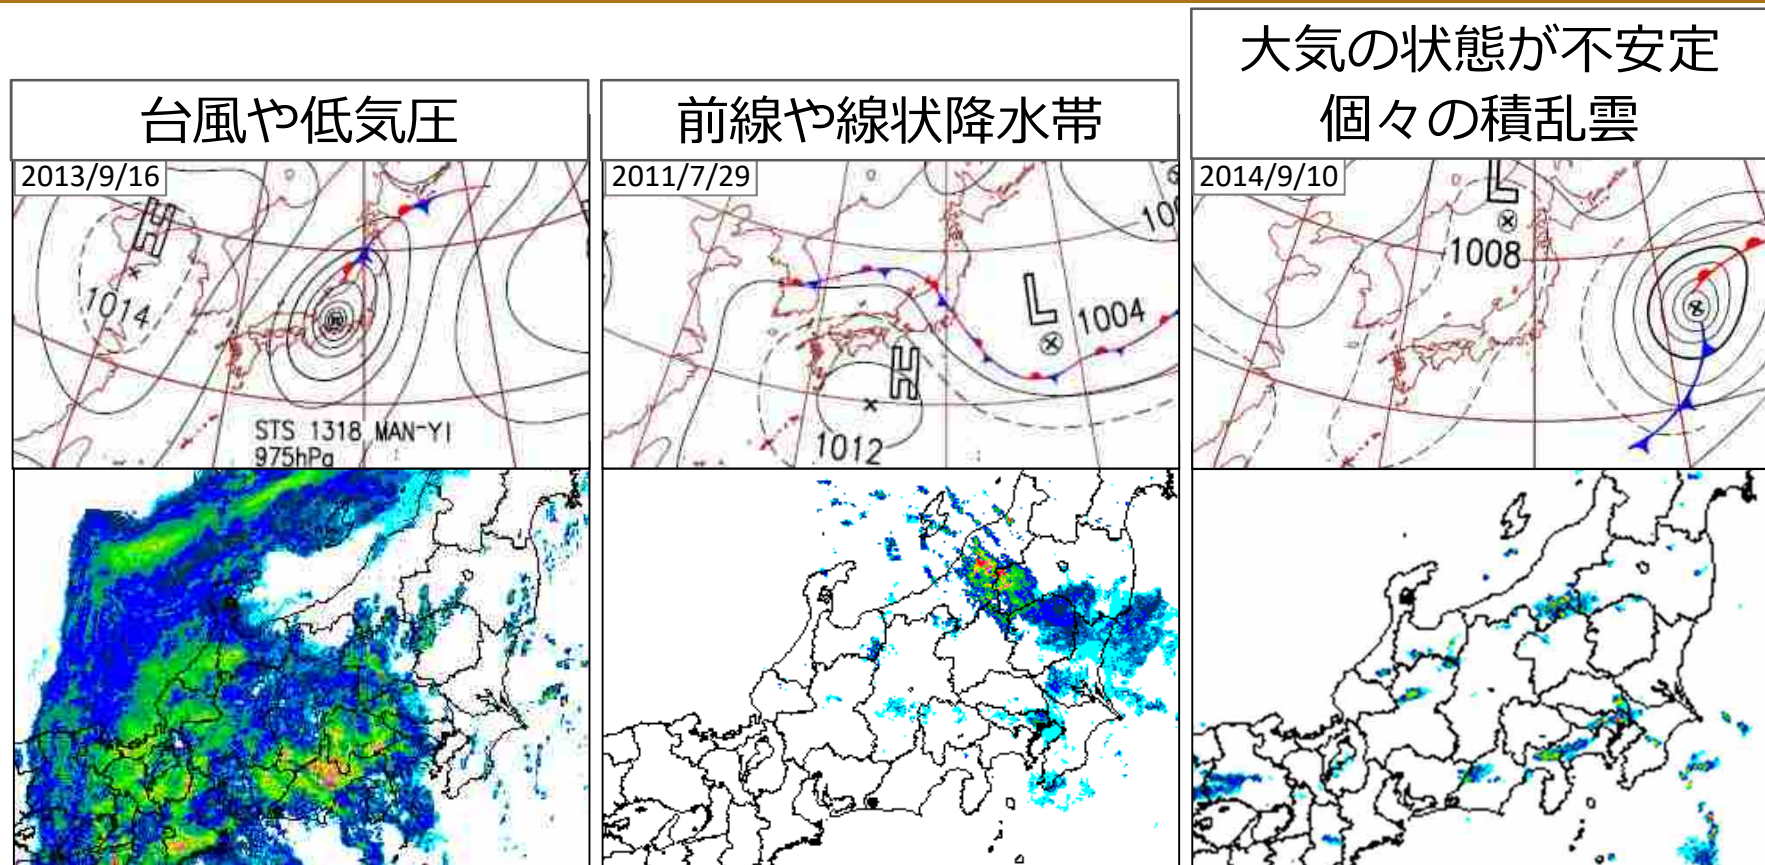 台風や低気圧
2013/9/16
H
1014
STS 1318 MAN-YI
975hPa
前線や線状降水帯
2011/7/29
L
1004
H
1012
大気の状態が不安定
個々の積乱雲
2014/9/10
L
1008